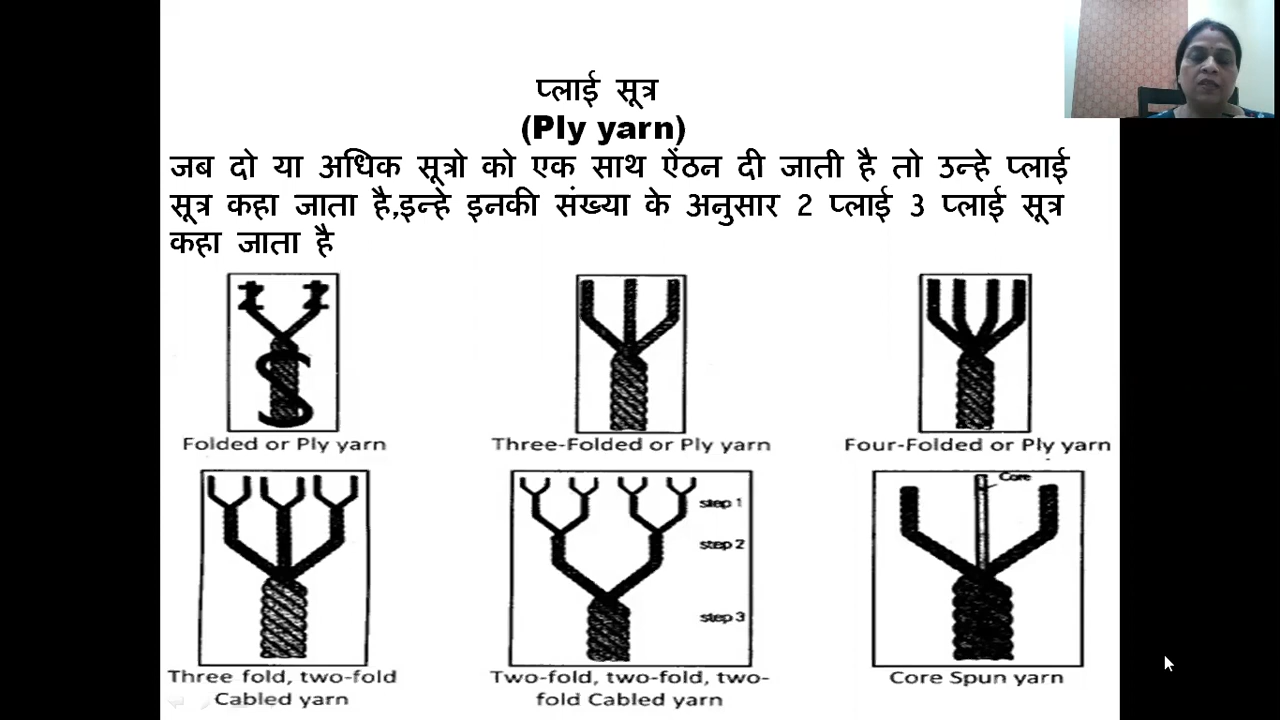 प्लाई सूत्र
(Ply yarn)
जब दो या अधिक सूत्रो को एक साथ ऐंठन दी जाती है तो उन्हे प्लाई
सूत्र कहा जाता है,इन्हे इनकी संख्या के अनुसार 2 प्लाई 3 प्लाई सूत्र
कहा जाता है
Z Z
S
Folded or Ply yarn
Three-Folded or Ply yarn
Four-Folded or Ply yarn
step 1
step 2
step 3
Core
Three fold, two-fold
Cabled yarn
Two-fold, two-fold, two-
fold Cabled yarn
Core Spun yarn